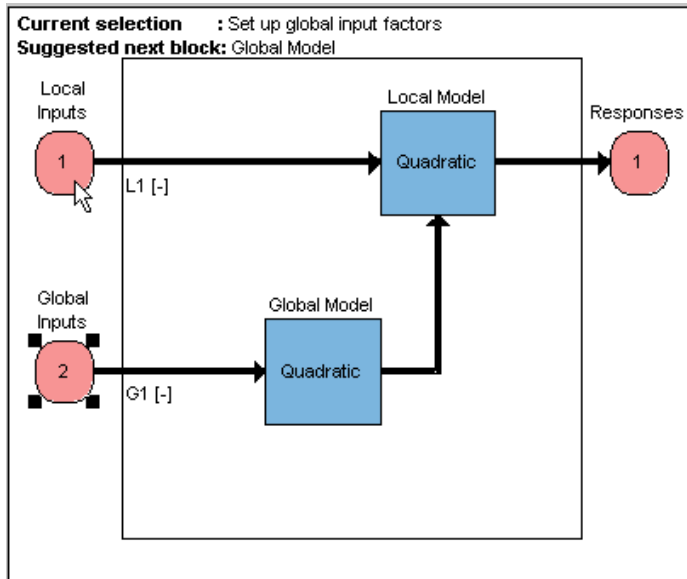 Current selection : Set up global input factors
Suggested next block: Global Model
Local
Inputs
Local Model
Responses
1
Quadratic
1
L1 [-]
Global
Inputs
Global Model
2
Quadratic
G1 [-]